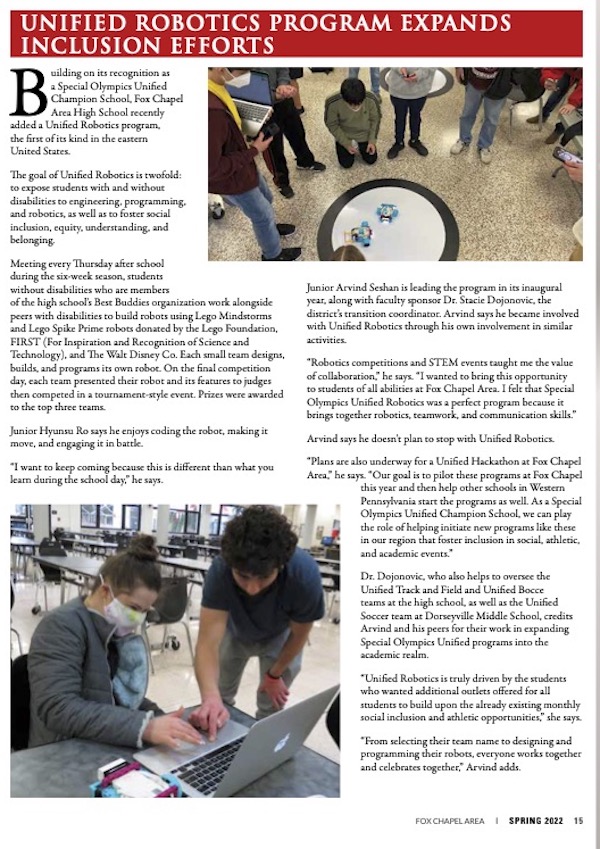 UNIFIED ROBOTICS PROGRAM EXPANDS
INCLUSION EFFORTS
Building on its recognition as
a Special Olympics Unified
Champion School, Fox Chapel
Area High School recently
added a Unified Robotics program,
the first of its kind in the eastern
United States.
The goal of Unified Robotics is twofold:
to expose students with and without
disabilities to engineering, programming,
and robotics, as well as to foster social
inclusion, equity, understanding, and
belonging.
Meeting every Thursday after school
during the six-week season, students
without disabilities who are members
of the high school's Best Buddies organization work alongside
peers with disabilities to build robots using Lego Mindstorms
and Lego Spike Prime robots donated by the Lego Foundation,
FIRST (For Inspiration and Recognition of Science and
Technology), and The Walt Disney Co. Each small team designs,
builds, and programs its own robot. On the final competition
day, each team presented their robot and its features to judges
then competed in a tournament-style event. Prizes were awarded
to the top three teams.
Junior Hyunsu Ro says he enjoys coding the robot, making it
move, and engaging it in battle.
"I want to keep coming because this is different than what you
learn during the school day," he says.
Junior Arvind Seshan is leading the program in its inaugural
year, along with faculty sponsor Dr. Stacie Dojonovic, the
district's transition coordinator. Arvind says he became involved
with Unified Robotics through his own involvement in similar
activities.
"Robotics competitions and STEM events taught me the value
of collaboration," he says. "I wanted to bring this opportunity
to students of all abilities at Fox Chapel Area. I felt that Special
Olympics Unified Robotics was a perfect program because it
brings together robotics, teamwork, and communication skills."
Arvind says he doesn't plan to stop with Unified Robotics.
"Plans are also underway for a Unified Hackathon at Fox Chapel
Area," he says. "Our goal is to pilot these programs at Fox Chapel
this year and then help other schools in Western
Pennsylvania start the programs as well. As a Special
Olympics Unified Champion School, we can play
the role of helping initiate new programs like these
in our region that foster inclusion in social, athletic,
and academic events."
Dr. Dojonovic, who also helps to oversee the
Unified Track and Field and Unified Bocce
teams at the high school, as well as the Unified
Soccer team at Dorseyville Middle School, credits
Arvind and his peers for their work in expanding
Special Olympics Unified programs into the
academic realm.
"Unified Robotics is truly driven by the students
who wanted additional outlets offered for all
students to build upon the already existing monthly
social inclusion and athletic opportunities," she says.
"From selecting their team name to designing and
programming their robots, everyone works together
and celebrates together," Arvind adds.
FOX CHAPEL AREA | SPRING 2022 15